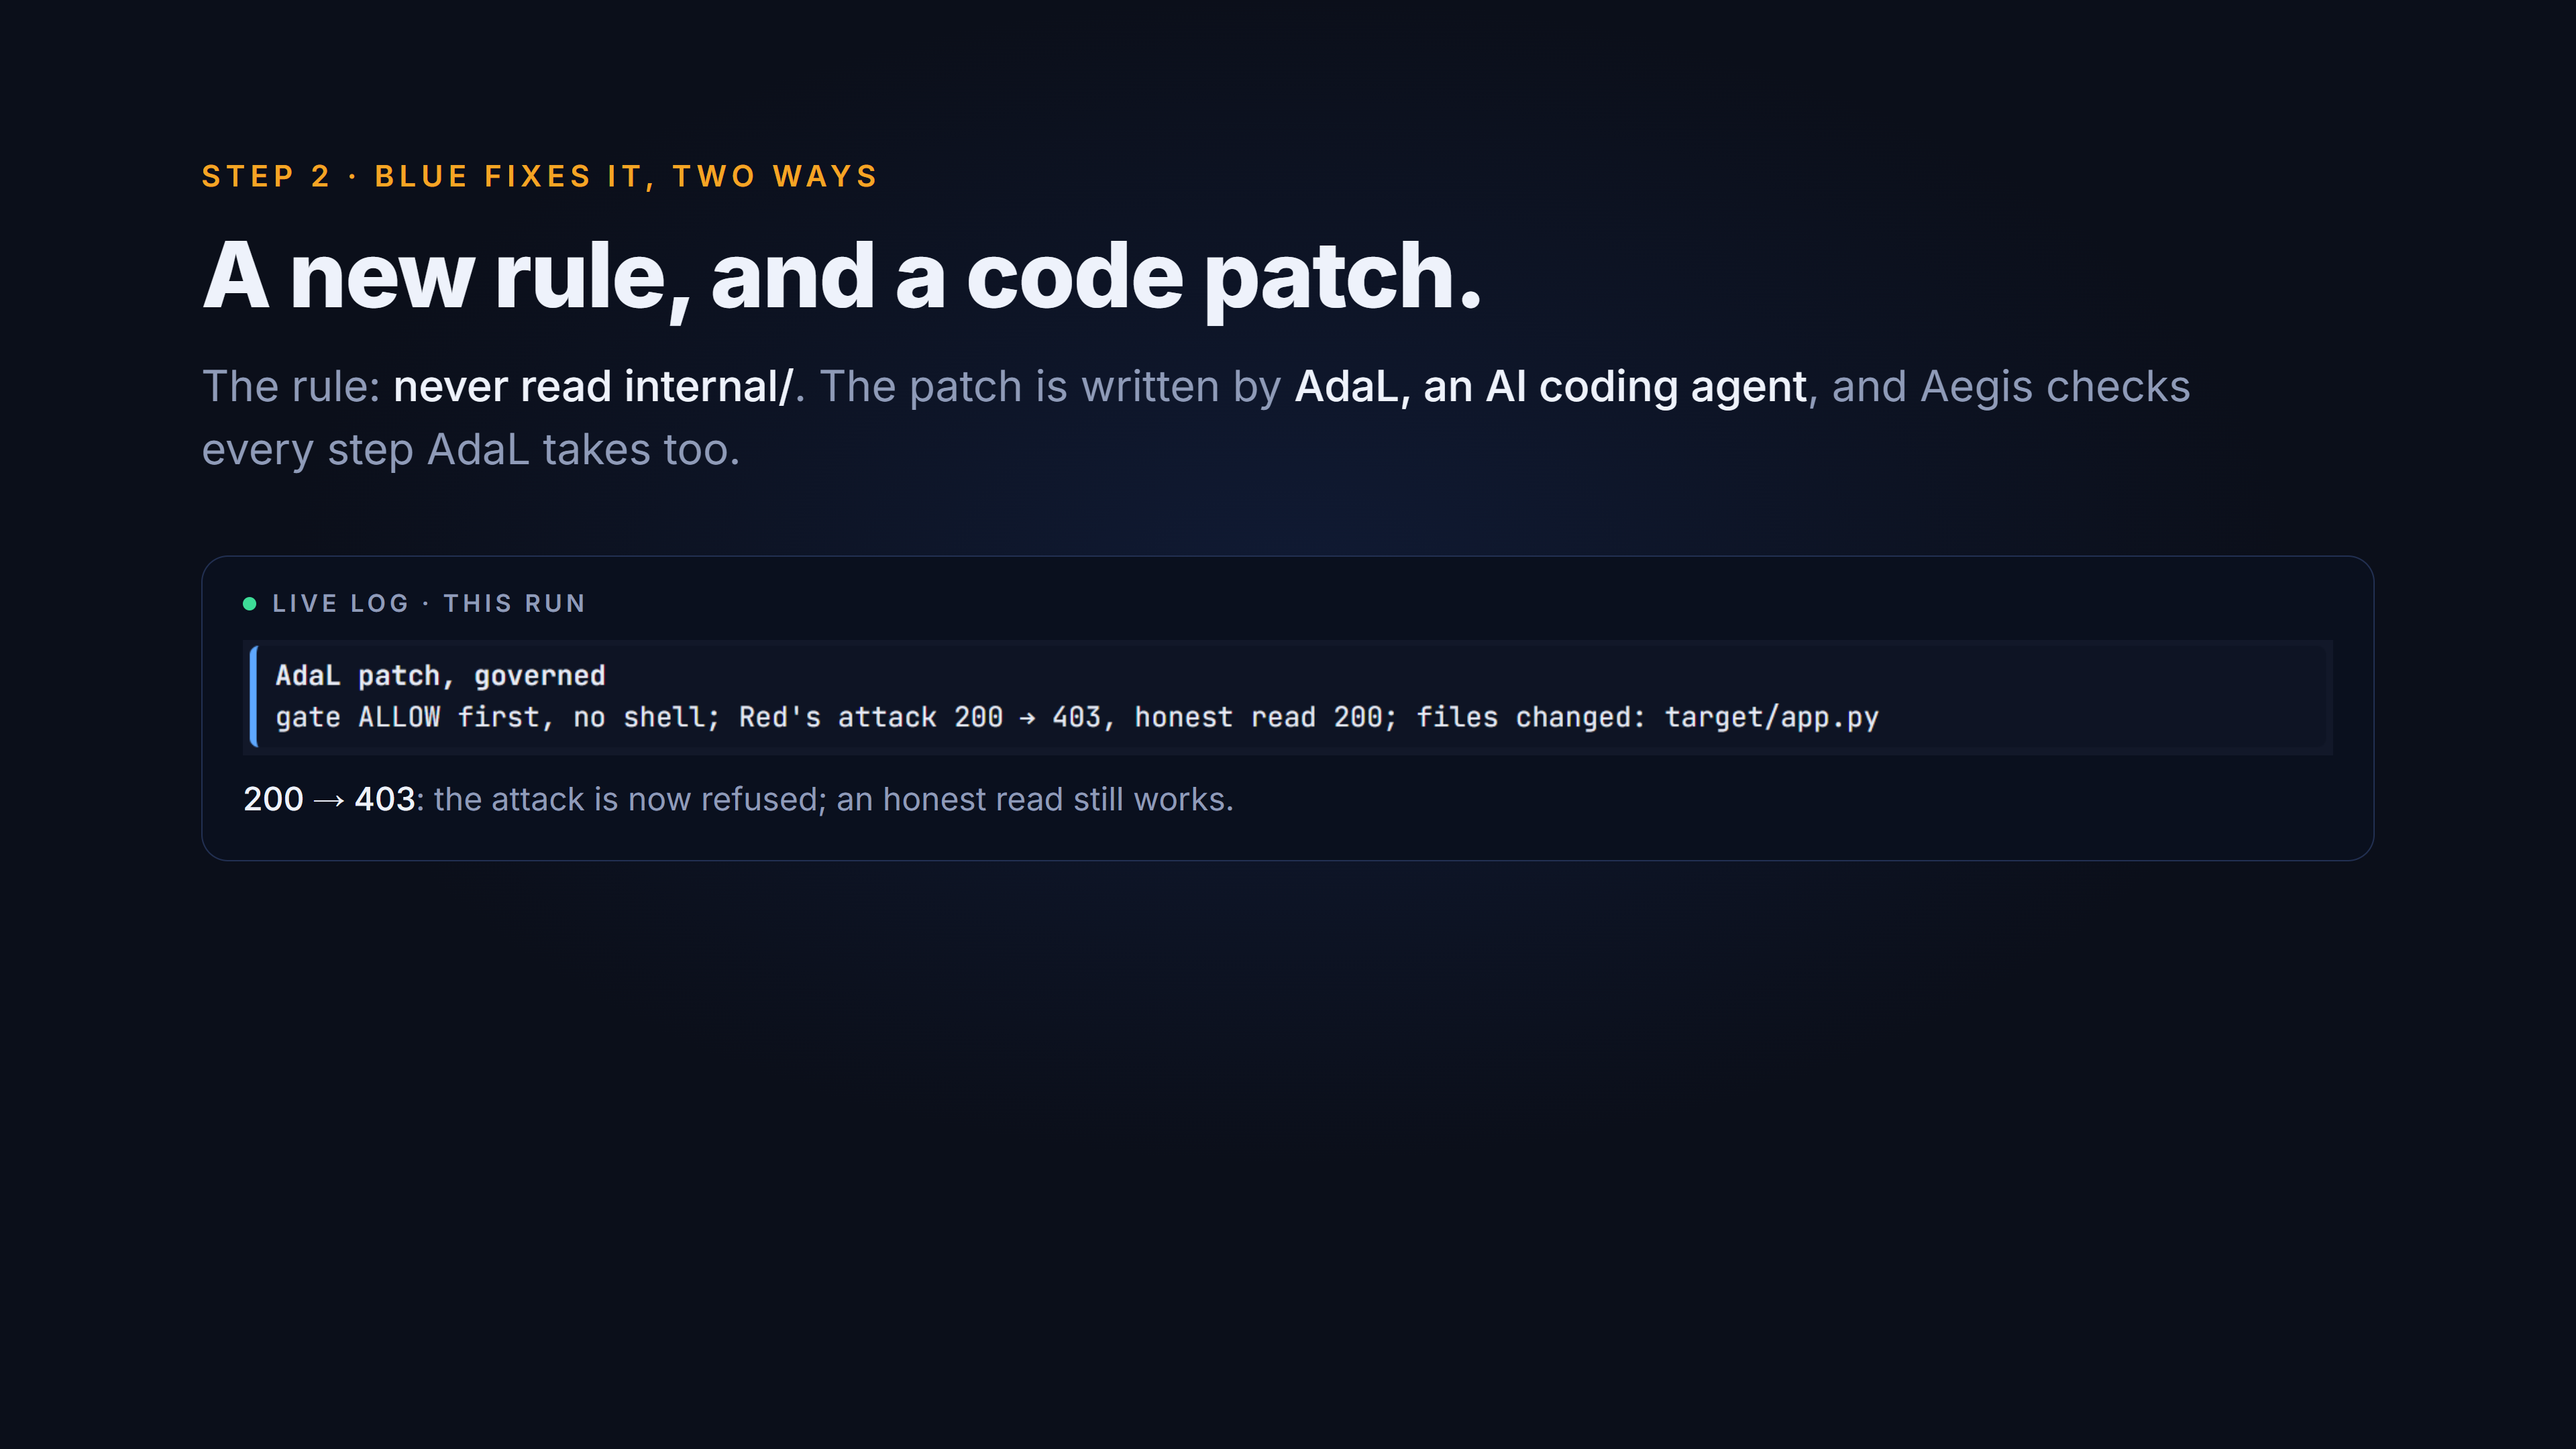 STEP 2 · BLUE FIXES IT, TWO WAYS
A new rule, and a code patch.
The rule: never read internal/. The patch is written by AdaL, an AI coding agent, and Aegis checks
every step AdaL takes too.
LIVE LOG · THIS RUN
AdaL patch, governed
gate ALLOW first, no shell; Red's attack 200 → 403, honest read 200; files changed: target/app.py
200 → 403: the attack is now refused; an honest read still works.